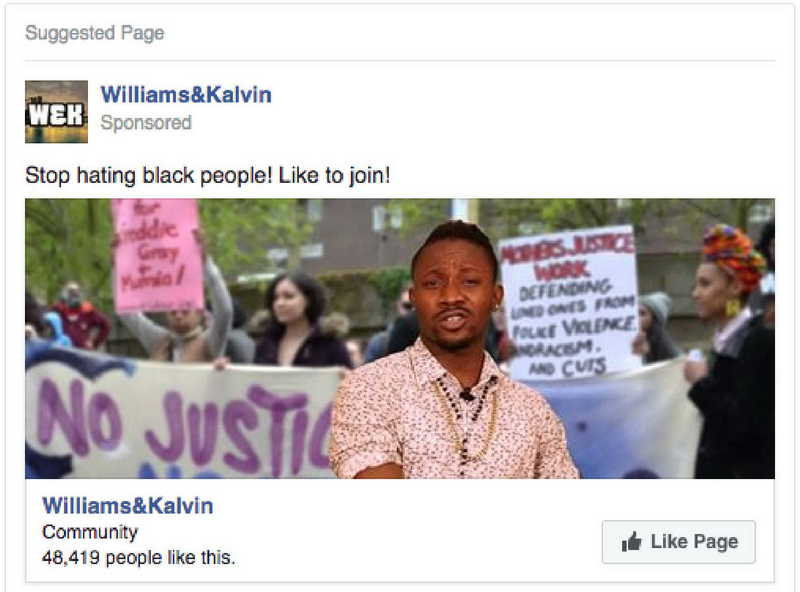 Suggested Page
Williams&Kalvin
W&K
Sponsored
Stop hating black people! Like to join!
for
Freddie
Gray
+
Mumia!
MOTHERS JUSTICE
WORK
DEFENDING
LOVED ONES FROM
POLICE VIOLENCE
AND RACISM.
AND CUTS
NO JUSTIC
Williams&Kalvin
Community
48,419 people like this.
Like Page